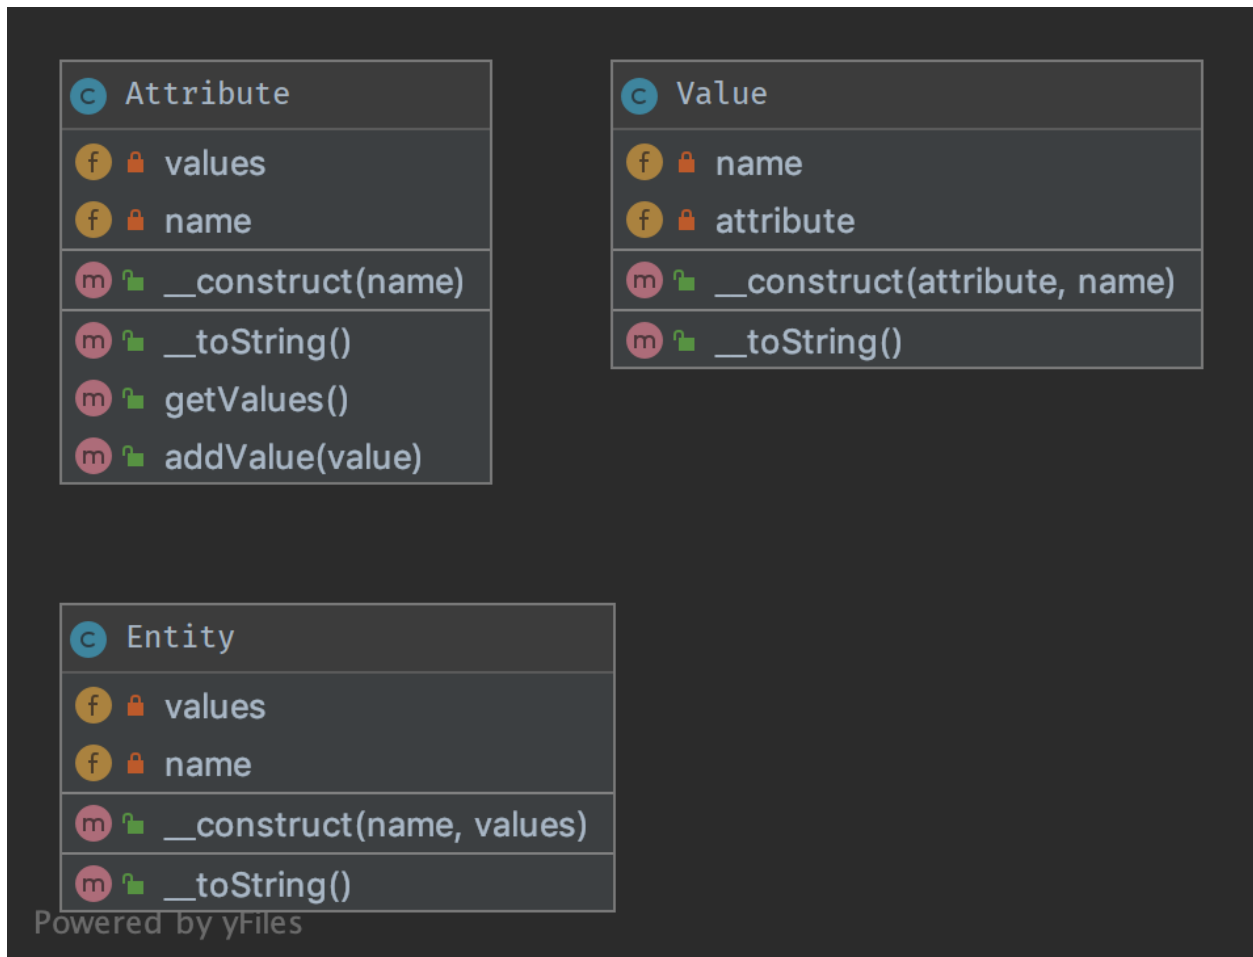 Attribute
values
name
__construct(name)
__toString()
getValues()
addValue(value)
Value
name
attribute
__construct(attribute, name)
__toString()
Entity
values
name
__construct(name, values)
__toString()
Powered by yFiles